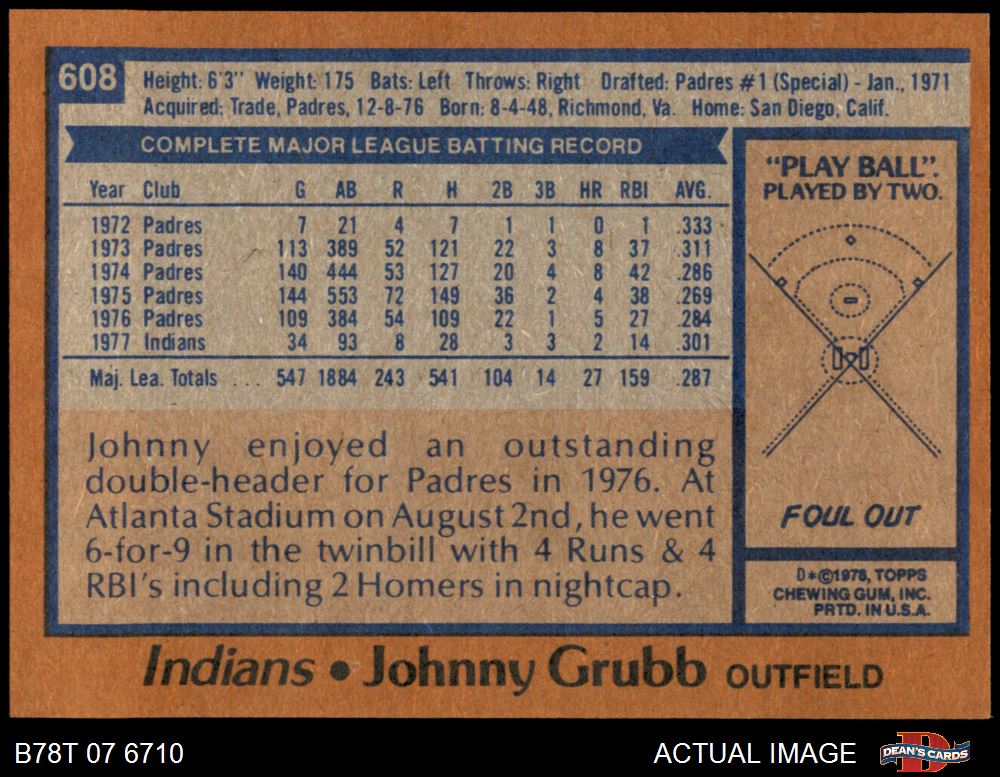 608
Height: 6'3" Weight: 175 Bats: Left Throws: Right Drafted: Padres #1 (Special) - Jan., 1971
Acquired: Trade, Padres, 12-8-76 Born: 8-4-48, Richmond, Va. Home: San Diego, Calif.
COMPLETE MAJOR LEAGUE BATTING RECORD
Year Club G AB R H 2B 3B HR RBI AVG.
1972 Padres 7 21 4 7 1 1 0 1 .333
1973 Padres 113 389 52 121 22 3 8 37 .311
1974 Padres 140 444 53 127 20 4 8 42 .286
1975 Padres 144 553 72 149 36 2 4 38 .269
1976 Padres 109 384 54 109 22 1 5 27 .284
1977 Indians 34 93 8 28 3 3 2 14 .301
Maj. Lea. Totals ... 547 1884 243 541 104 14 27 159 .287
Johnny enjoyed an outstanding
double-header for Padres in 1976. At
Atlanta Stadium on August 2nd, he went
6-for-9 in the twinbill with 4 Runs & 4
RBI's including 2 Homers in nightcap.
"PLAY BALL".
PLAYED BY TWO.
FOUL OUT
D*©1978, TOPPS
CHEWING GUM, INC.
PRTD. IN U.S.A.
Indians • Johnny Grubb OUTFIELD
B78T 07 6710
ACTUAL IMAGE
DEAN'S CARDS